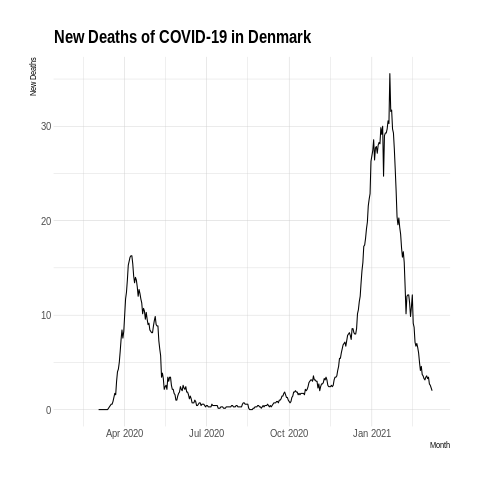 New Deaths of COVID-19 in Denmark
New Deaths
30
20
10
0
Apr 2020
Jul 2020
Oct 2020
Jan 2021
Month